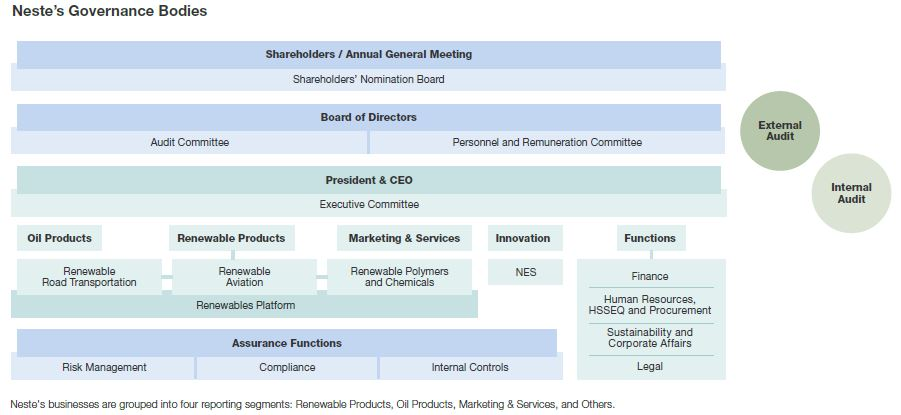 Neste's Governance Bodies
Shareholders / Annual General Meeting
Shareholders' Nomination Board
Board of Directors
Audit Committee
Personnel and Remuneration Committee
External
Audit
Internal
Audit
President & CEO
Executive Committee
Oil Products
Renewable Products
Marketing & Services
Innovation
Functions
Renewable
Road Transportation
Renewable
Aviation
Renewable Polymers
and Chemicals
NES
Renewables Platform
Finance
Human Resources,
HSSEQ and Procurement
Sustainability and
Corporate Affairs
Legal
Assurance Functions
Risk Management
Compliance
Internal Controls
Neste's businesses are grouped into four reporting segments: Renewable Products, Oil Products, Marketing & Services, and Others.